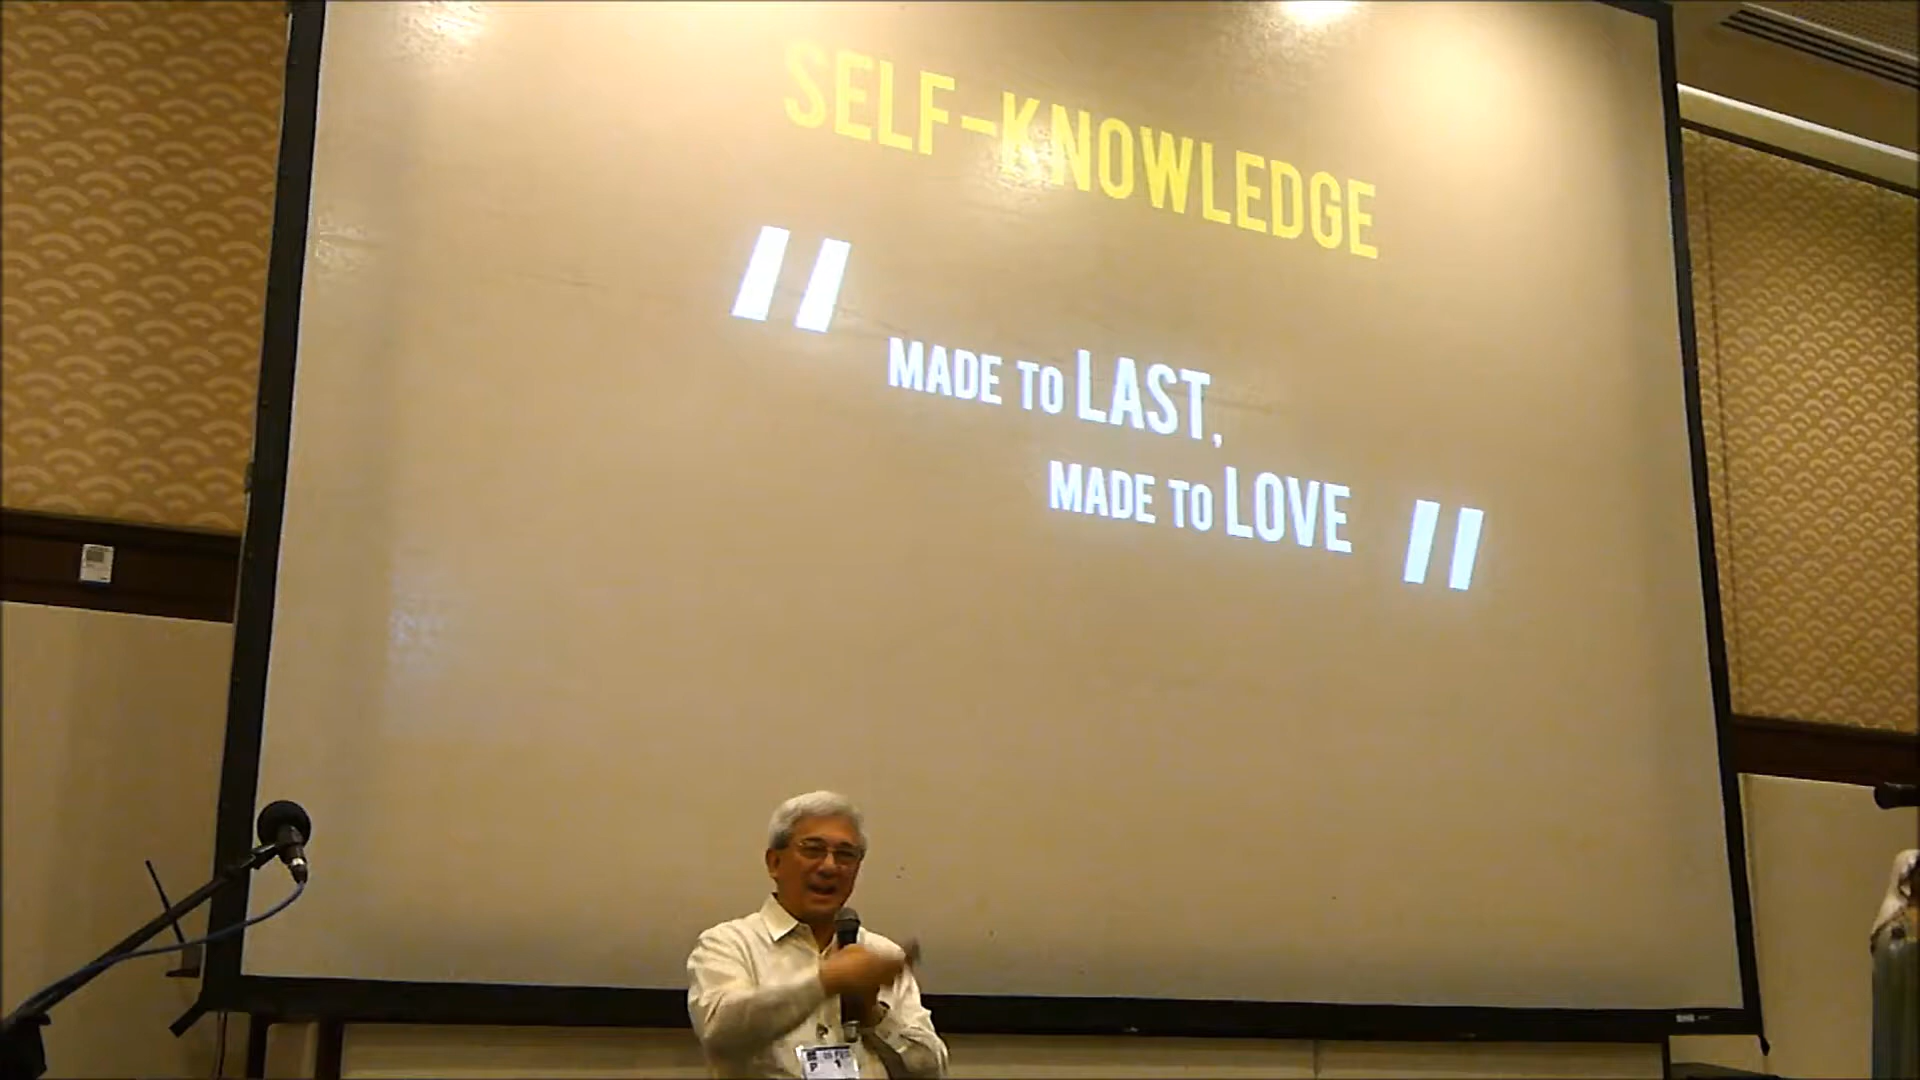 SELF-KNOWLEDGE
" MADE TO LAST,
MADE TO LOVE "